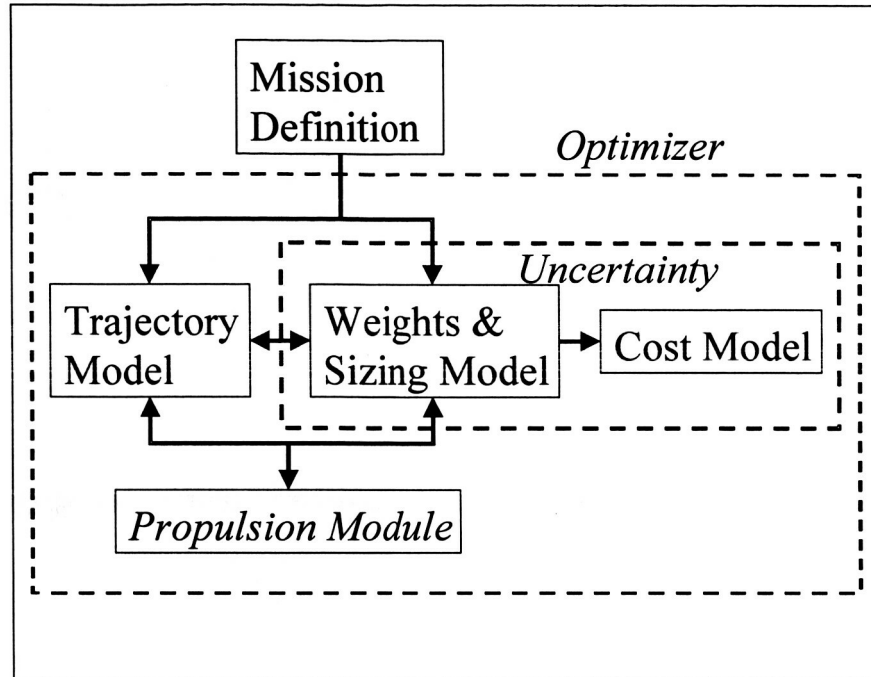 Mission
Definition
Optimizer
Uncertainty
Trajectory
Model
Weights &
Sizing Model
Cost Model
Propulsion Module